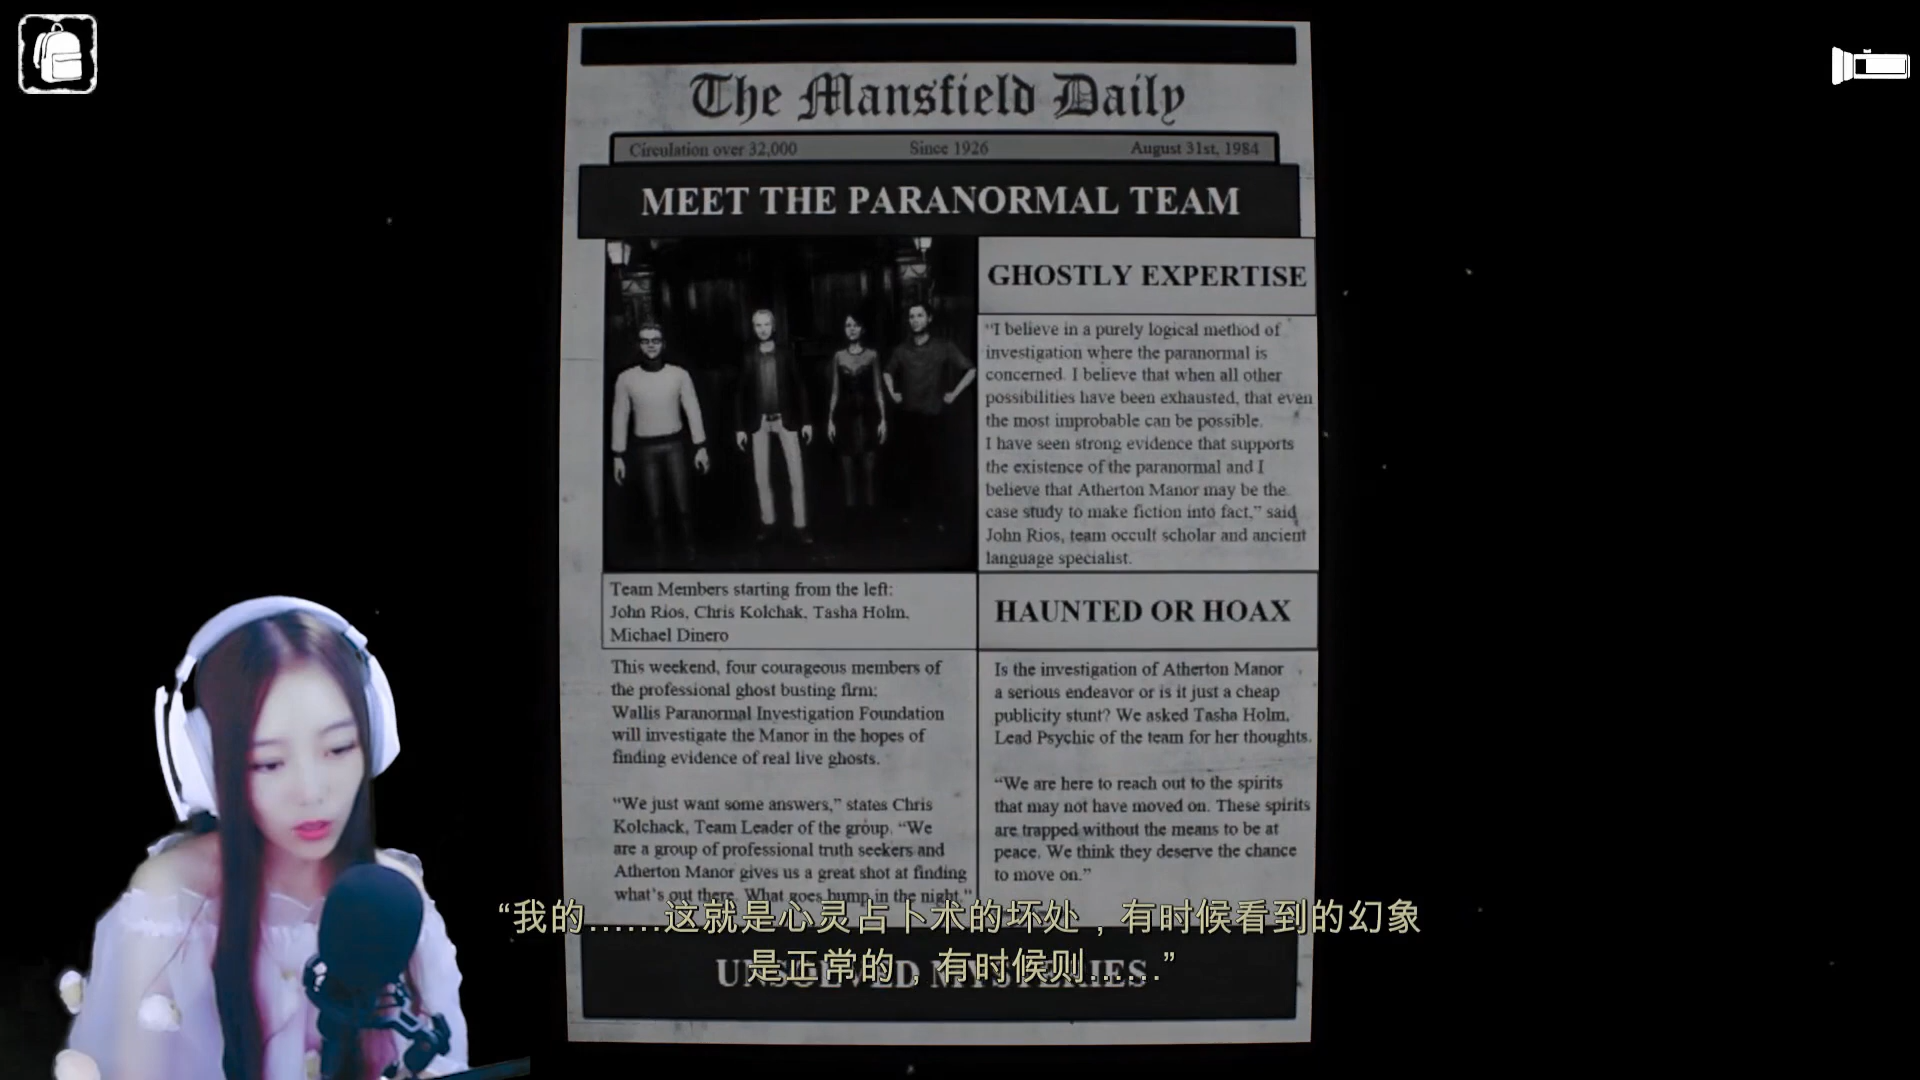 The Mansfield Daily
Circulation over 32,000 Since 1926 August 31st, 1984
MEET THE PARANORMAL TEAM
GHOSTLY EXPERTISE
“I believe in a purely logical method of
investigation where the paranormal is
concerned. I believe that when all other
possibilities have been exhausted, that even
the most improbable can be possible.
I have seen strong evidence that supports
the existence of the paranormal and I
believe that Atherton Manor may be the
case study to make fiction into fact,” said
John Rios, team occult scholar and ancient
language specialist.
Team Members starting from the left:
John Rios, Chris Kolchak, Tasha Holm,
Michael Dinero
This weekend, four courageous members of
the professional ghost busting firm;
Wallis Paranormal Investigation Foundation
will investigate the Manor in the hopes of
finding evidence of real live ghosts.
“We just want some answers,” states Chris
Kolchack, Team Leader of the group. “We
are a group of professional truth seekers and
Atherton Manor gives us a great shot at finding
what's out there. What goes bump in the night.”
HAUNTED OR HOAX
Is the investigation of Atherton Manor
a serious endeavor or is it just a cheap
publicity stunt? We asked Tasha Holm,
Lead Psychic of the team for her thoughts.
“We are here to reach out to the spirits
that may not have moved on. These spirits
are trapped without the means to be at
peace. We think they deserve the chance
to move on.”
UNSOLVED MYSTERIES
“我的……这就是心灵占卜术的坏处，有时候看到的幻象
是正常的，有时候则……”